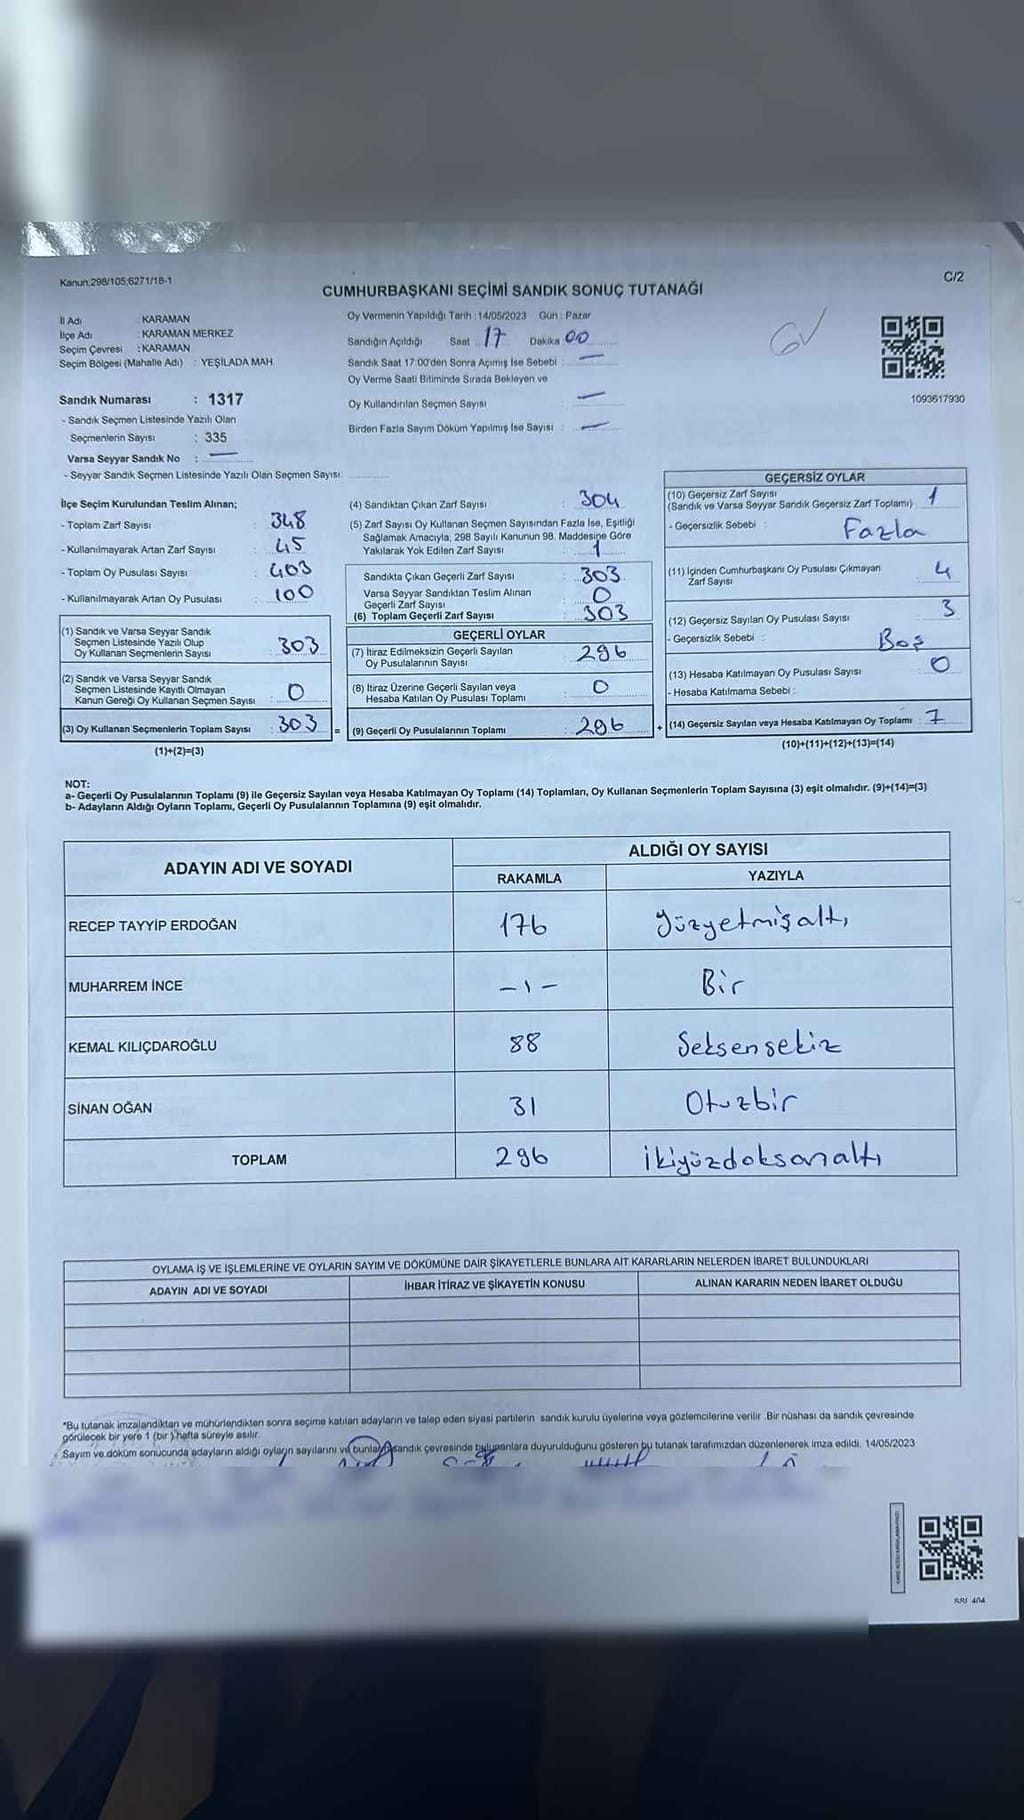 Kanun;298/105;6271/18-1
C/2
CUMHURBAŞKANI SEÇİMİ SANDIK SONUÇ TUTANAĞI
İl Adı : KARAMAN
İlçe Adı : KARAMAN MERKEZ
Seçim Çevresi : KARAMAN
Seçim Bölgesi (Mahalle Adı) : YEŞİLADA MAH.
Sandık Numarası : 1317
- Sandık Seçmen Listesinde Yazılı Olan
Seçmenlerin Sayısı : 335
Varsa Seyyar Sandık No : —
- Seyyar Sandık Seçmen Listesinde Yazılı Olan Seçmen Sayısı:
Oy Vermenin Yapıldığı Tarih : 14/05/2023 Gün : Pazar
Sandığın Açıldığı Saat 17 Dakika 00
Sandık Saat 17:00'den Sonra Açımış İse Sebebi : —
Oy Verme Saati Bitiminde Sırada Bekleyen ve
Oy Kullandırılan Seçmen Sayısı : —
Birden Fazla Sayım Döküm Yapılmış İse Sayısı : —
1093617930
İlçe Seçim Kurulundan Teslim Alınan;
- Toplam Zarf Sayısı : 348
- Kullanılmayarak Artan Zarf Sayısı : 45
- Toplam Oy Pusulası Sayısı : 403
- Kullanılmayarak Artan Oy Pusulası : 100
(1) Sandık ve Varsa Seyyar Sandık
Seçmen Listesinde Yazılı Olup
Oy Kullanan Seçmenlerin Sayısı : 303
(2) Sandık ve Varsa Seyyar Sandık
Seçmen Listesinde Kayıtlı Olmayan
Kanun Gereği Oy Kullanan Seçmen Sayısı : 0
(3) Oy Kullanan Seçmenlerin Toplam Sayısı : 303
(1)+(2)=(3)
(4) Sandıktan Çıkan Zarf Sayısı : 304
(5) Zarf Sayısı Oy Kullanan Seçmen Sayısından Fazla İse, Eşitliği
Sağlamak Amacıyla, 298 Sayılı Kanunun 98. Maddesine Göre
Yakılarak Yok Edilen Zarf Sayısı : 1
Sandıkta Çıkan Geçerli Zarf Sayısı : 303
Varsa Seyyar Sandıktan Teslim Alınan
Geçerli Zarf Sayısı : 0
(6) Toplam Geçerli Zarf Sayısı : 303
GEÇERLİ OYLAR
(7) İtiraz Edilmeksizin Geçerli Sayılan
Oy Pusulalarının Sayısı : 296
(8) İtiraz Üzerine Geçerli Sayılan veya
Hesaba Katılan Oy Pusulası Toplamı : 0
= (9) Geçerli Oy Pusulalarının Toplamı : 296
GEÇERSİZ OYLAR
(10) Geçersiz Zarf Sayısı
(Sandık ve Varsa Seyyar Sandık Geçersiz Zarf Toplamı) : 1
- Geçersizlik Sebebi : Fazla
(11) İçinden Cumhurbaşkanı Oy Pusulası Çıkmayan
Zarf Sayısı : 4
(12) Geçersiz Sayılan Oy Pusulası Sayısı : 3
- Geçersizlik Sebebi : Boş
(13) Hesaba Katılmayan Oy Pusulası Sayısı : 0
- Hesaba Katılmama Sebebi :
+ (14) Geçersiz Sayılan veya Hesaba Katılmayan Oy Toplamı : 7
(10)+(11)+(12)+(13)=(14)
NOT:
a- Geçerli Oy Pusulalarının Toplamı (9) ile Geçersiz Sayılan veya Hesaba Katılmayan Oy Toplamı (14) Toplamları, Oy Kullanan Seçmenlerin Toplam Sayısına (3) eşit olmalıdır. (9)+(14)=(3)
b- Adayların Aldığı Oyların Toplamı, Geçerli Oy Pusulalarının Toplamına (9) eşit olmalıdır.
ADAYIN ADI VE SOYADI
ALDIĞI OY SAYISI
RAKAMLA YAZIYLA
RECEP TAYYİP ERDOĞAN 176 Yüzyetmişaltı
MUHARREM İNCE -1- Bir
KEMAL KILIÇDAROĞLU 88 Seksensekiz
SİNAN OĞAN 31 Otuzbir
TOPLAM 296 İkiyüzdoksanaltı
OYLAMA İŞ VE İŞLEMLERİNE VE OYLARIN SAYIM VE DÖKÜMÜNE DAİR ŞİKAYETLERLE BUNLARA AİT KARARLARIN NELERDEN İBARET BULUNDUKLARI
ADAYIN ADI VE SOYADI İHBAR İTİRAZ VE ŞİKAYETİN KONUSU ALINAN KARARIN NEDEN İBARET OLDUĞU
*Bu tutanak imzalandıktan ve mühürlendikten sonra seçime katılan adayların ve talep eden siyasi partilerin sandık kurulu üyelerine veya gözlemcilerine verilir. Bir nüshası da sandık çevresinde
görülecek bir yere 1 (bir) hafta süreyle asılır.
Sayım ve döküm sonucunda adayların aldığı oyların sayılarını ve bunların sandık çevresinde bulunanlara duyurulduğunu gösteren bu tutanak tarafımızdan düzenlenerek imza edildi. 14/05/2023
SSI 404